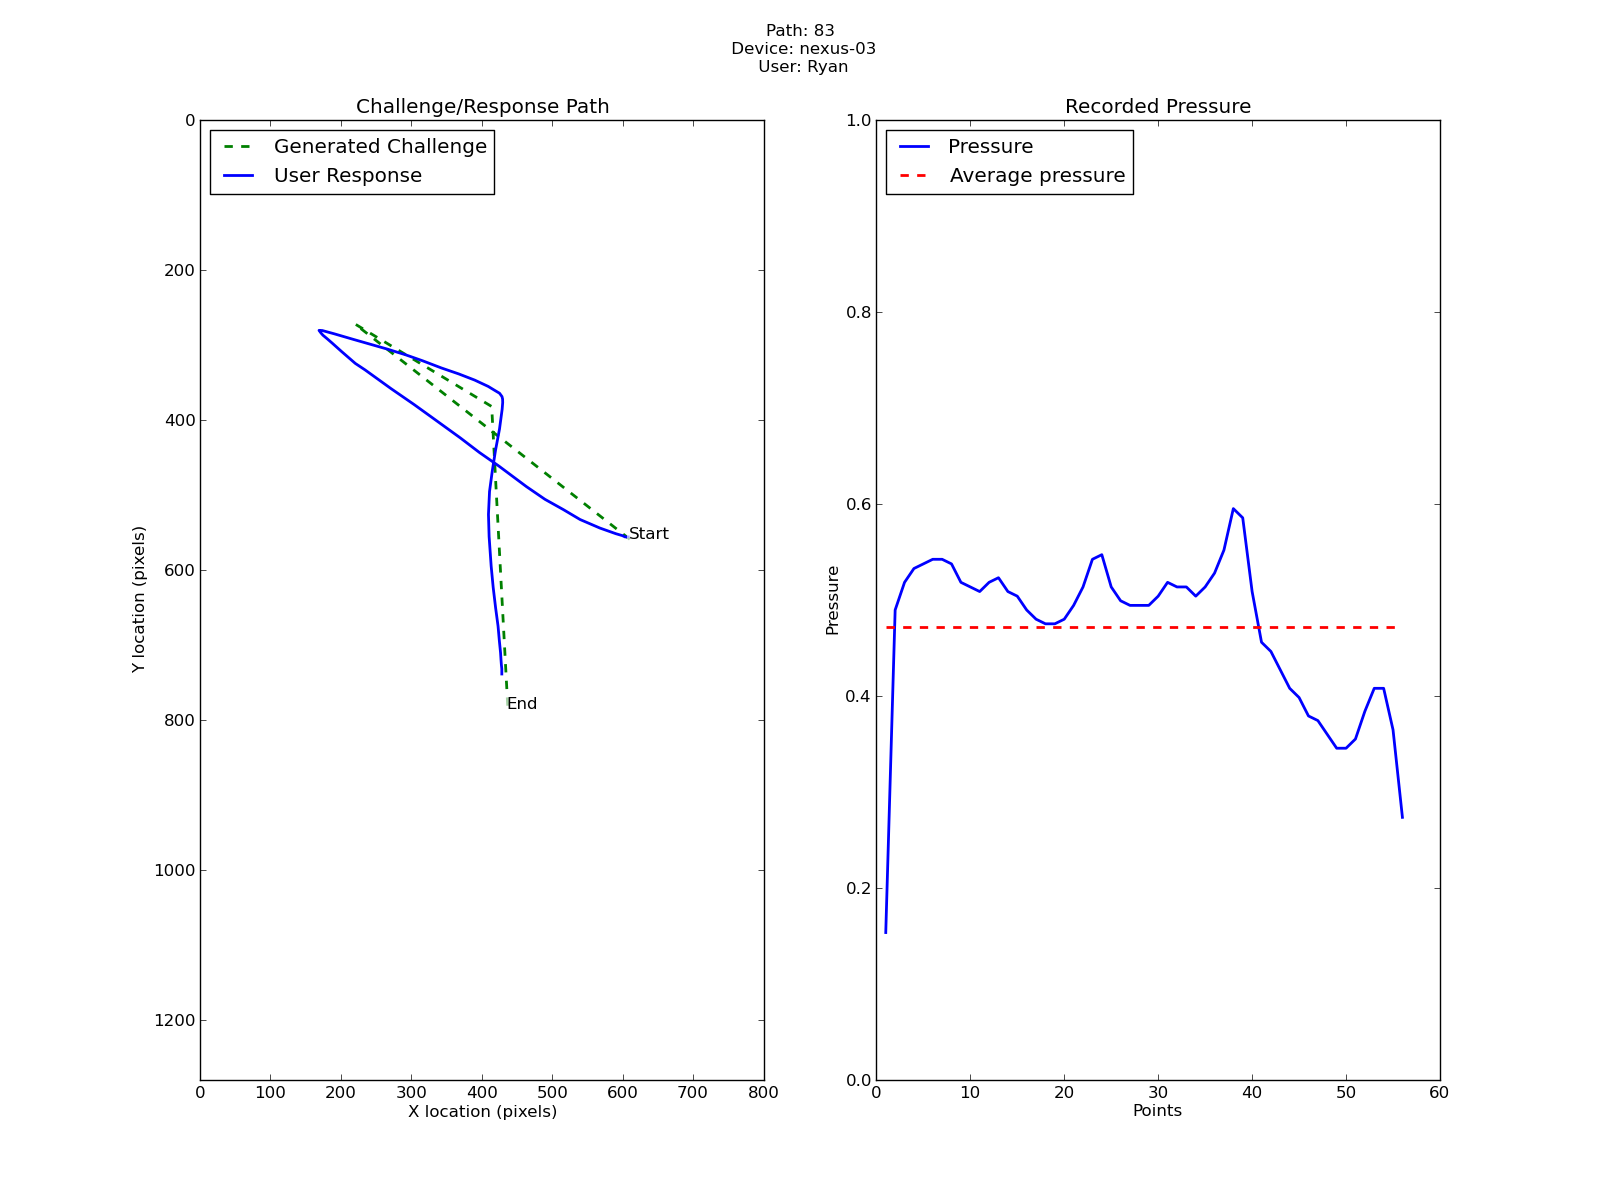 Path: 83
Device: nexus-03
User: Ryan
Challenge/Response Path
Generated Challenge
User Response
0
200
400
600
800
1000
1200
Y location (pixels)
Start
End
0 100 200 300 400 500 600 700 800
X location (pixels)
Recorded Pressure
Pressure
Average pressure
1.0
0.8
0.6
0.4
0.2
0.0
Pressure
0 10 20 30 40 50 60
Points